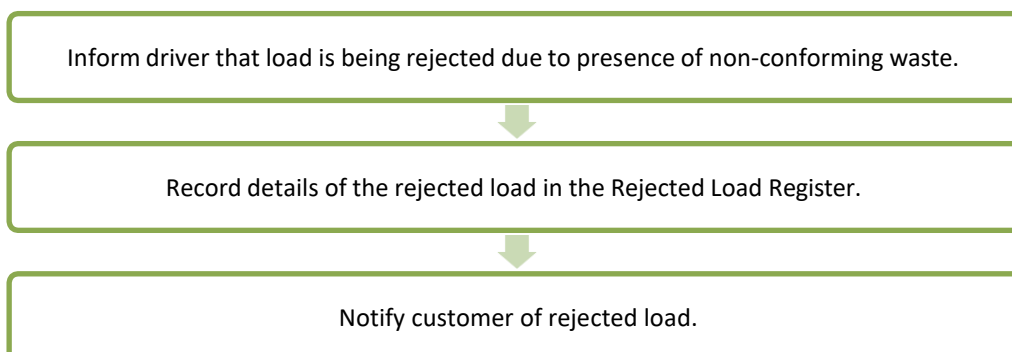 Inform driver that load is being rejected due to presence of non-conforming waste.
Record details of the rejected load in the Rejected Load Register.
Notify customer of rejected load.